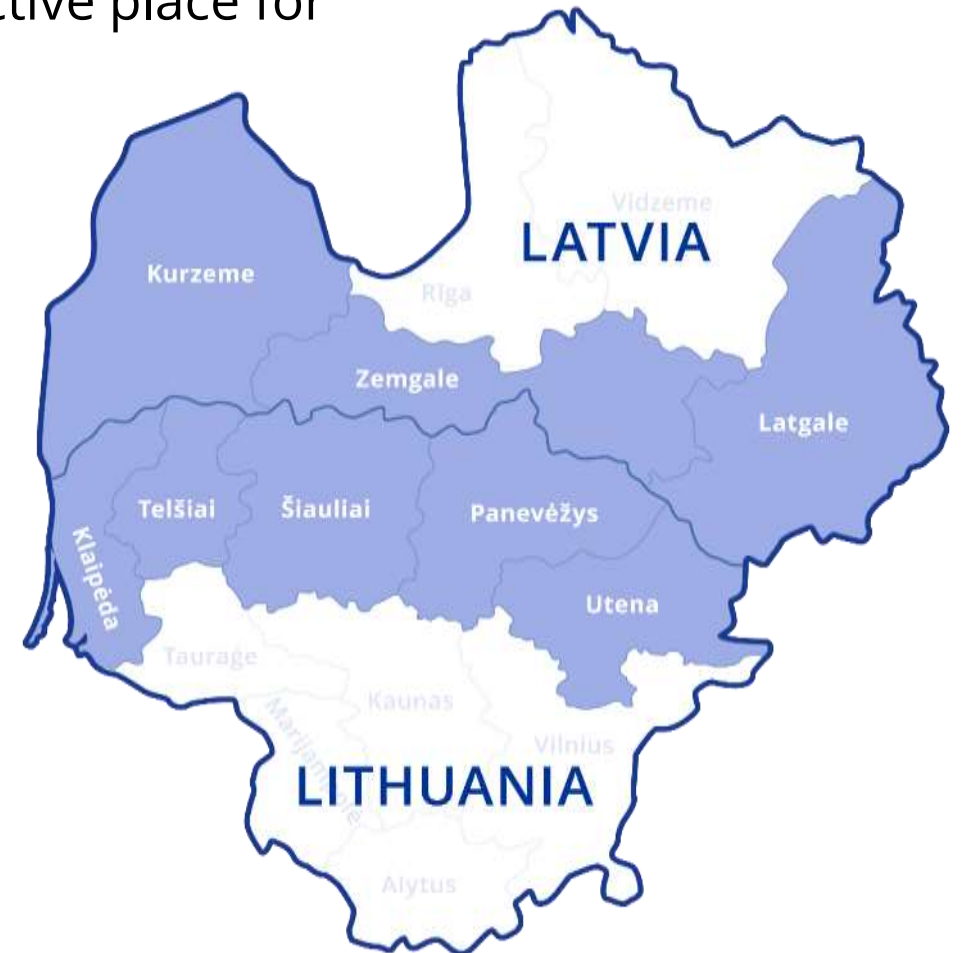 ctive place for
Vidzeme
LATVIA
Kurzeme
Rīga
Zemgale
Latgale
Telšiai
Šiauliai
Panevėžys
Klaipėda
Utena
Tauragė
Kaunas
Marijampolė
Vilnius
LITHUANIA
Alytus